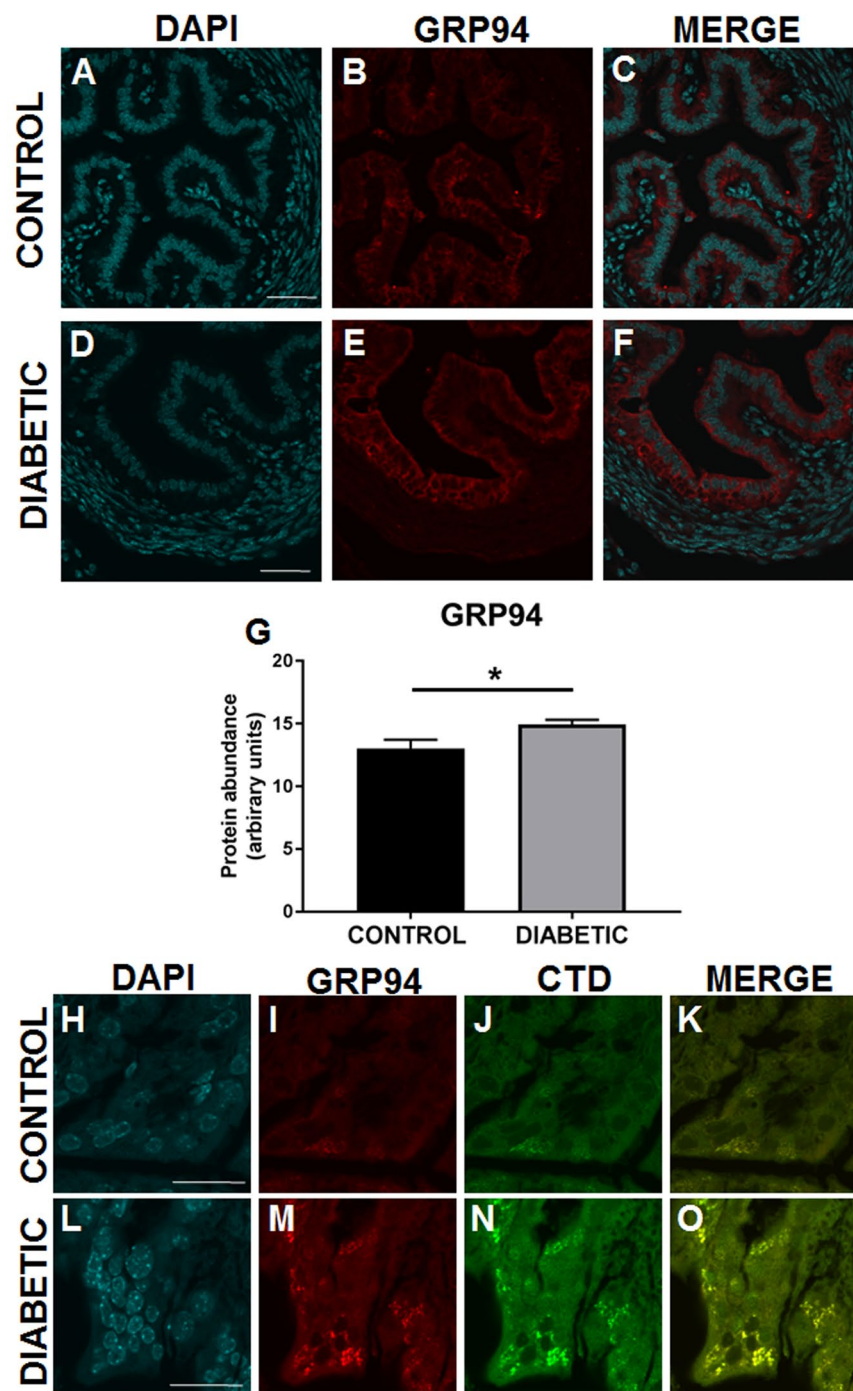 DAPI GRP94 MERGE
CONTROL
A B C
DIABETIC
D E F
G
GRP94
Protein abundance
(arbirary units)
20
15
10
5
0
*
CONTROL DIABETIC
DAPI GRP94 CTD MERGE
CONTROL
H I J K
DIABETIC
L M N O